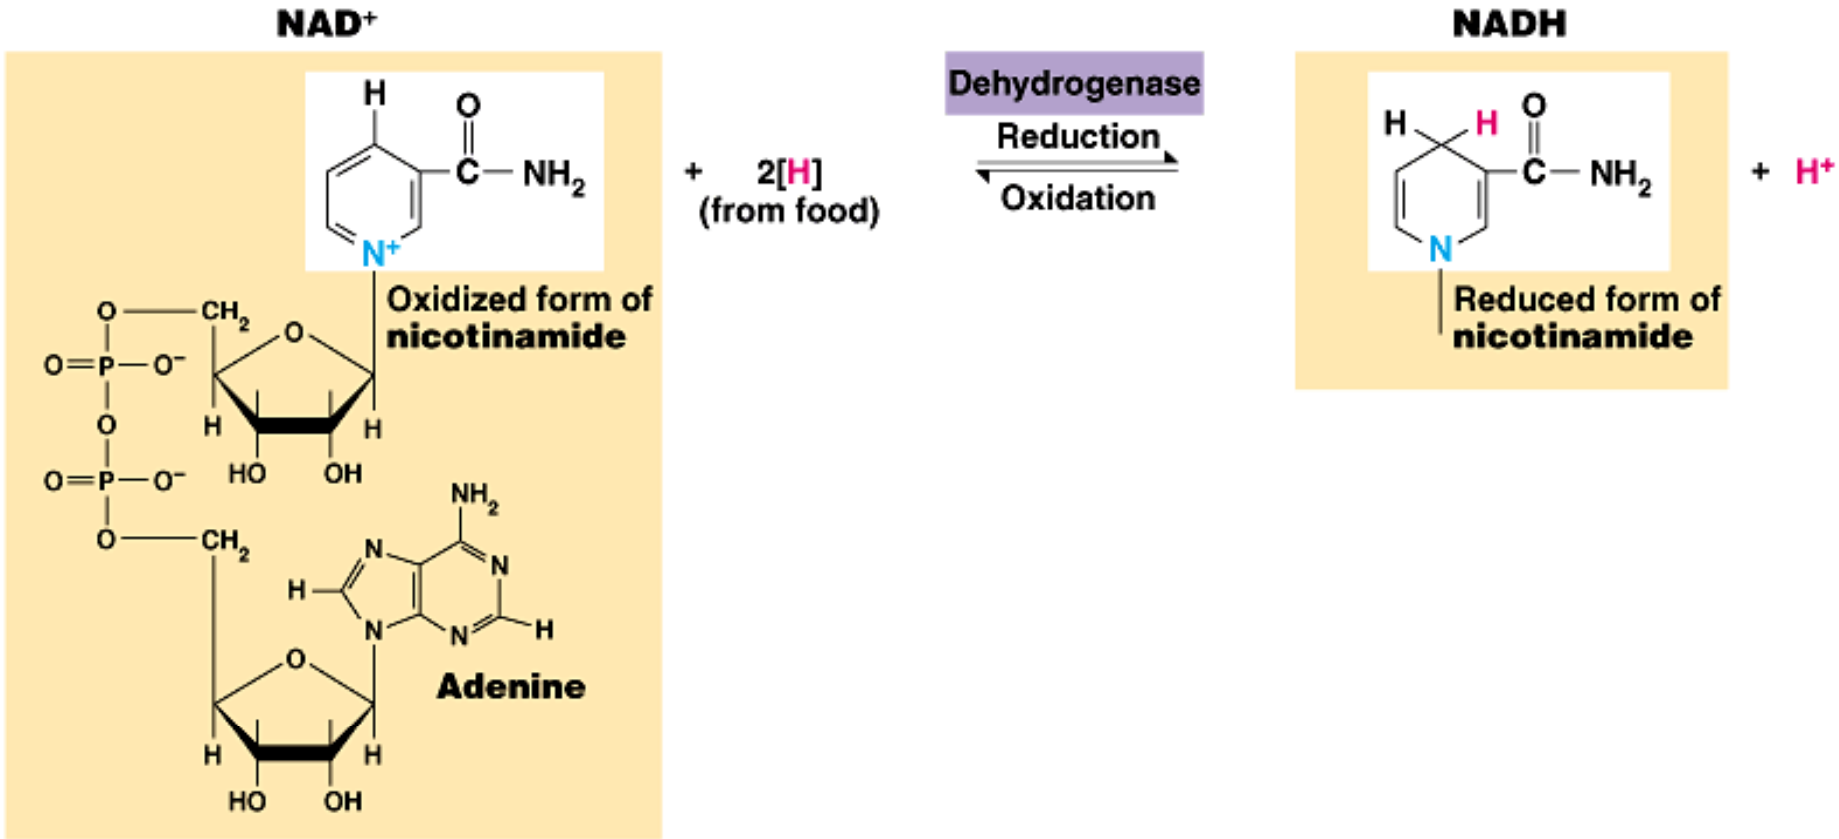 NAD⁺
NADH
Dehydrogenase
Reduction
Oxidation
H
O
C
NH₂
N⁺
+
2[H]
(from food)
H
H
O
C
NH₂
N
+
H⁺
Oxidized form of
nicotinamide
Reduced form of
nicotinamide
O
CH₂
O
O=P
O⁻
H
H
O
HO
OH
O=P
O⁻
O
CH₂
NH₂
N
N
H
N
N
H
Adenine
O
H
H
HO
OH